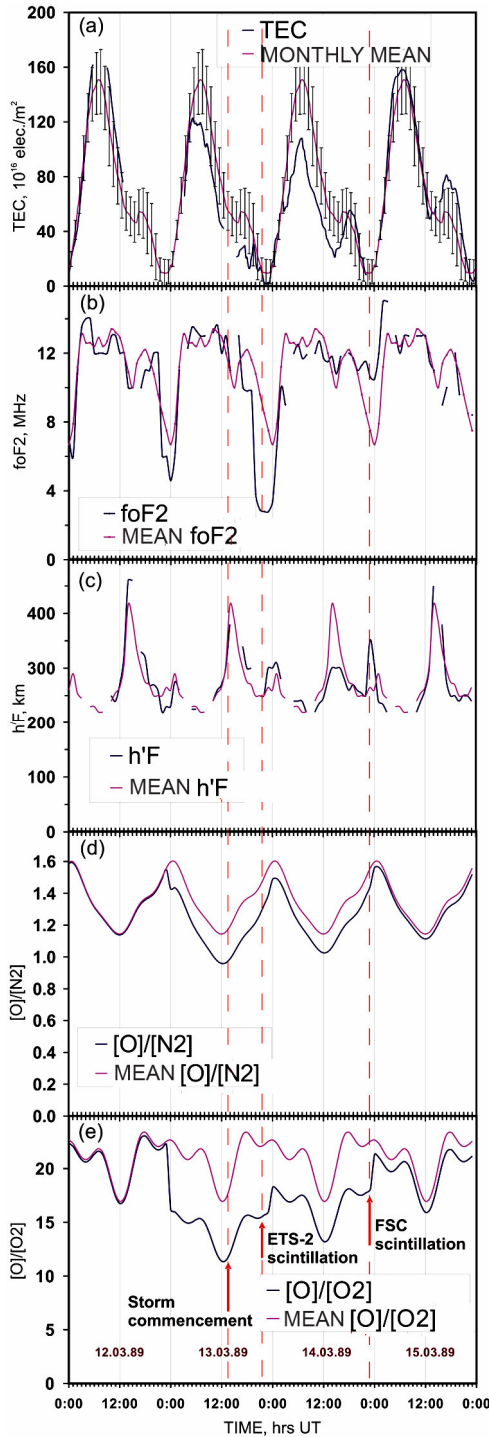 (a)
TEC
MONTHLY MEAN
TEC, 10¹⁶ elec./m²
200
160
120
80
40
0
(b)
foF2
MEAN foF2
foF2, MHz
16
12
8
4
0
(c)
h'F
MEAN h'F
h'F, km
400
300
200
100
0
(d)
[O]/[N2]
MEAN [O]/[N2]
[O]/[N2]
1.6
1.4
1.2
1.0
1.6
0.4
0.2
0.0
(e)
[O]/[O2]
20
15
10
5
0
ETS-2
scintillation
FSC
scintillation
Storm
commencement
[O]/[O2]
MEAN [O]/[O2]
12.03.89 13.03.89 14.03.89 15.03.89
0:00 12:00 0:00 12:00 0:00 12:00 0:00 12:00 0:00
TIME, hrs UT